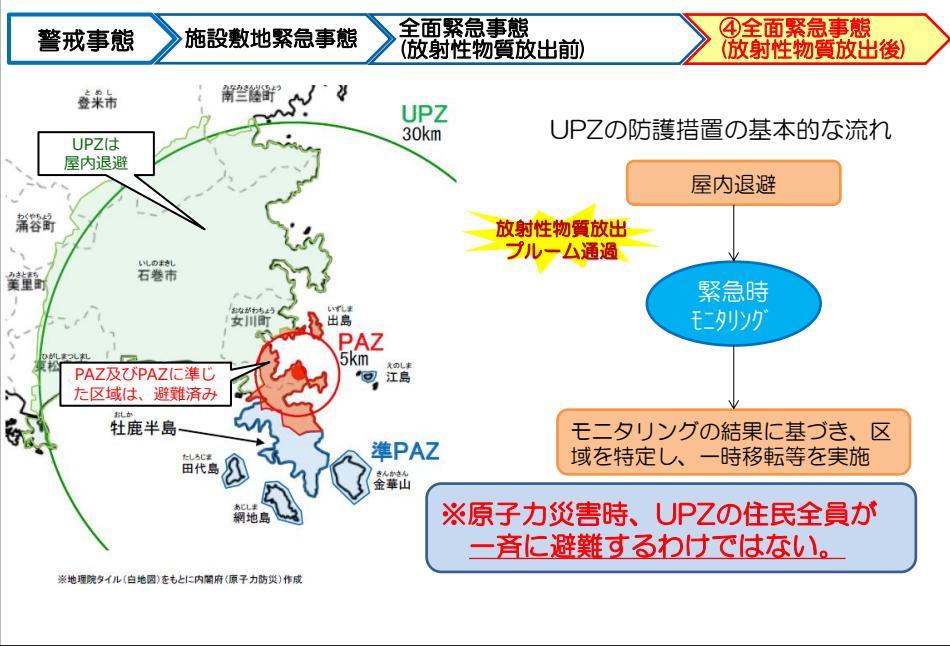 警戒事態
施設敷地緊急事態
全面緊急事態
(放射性物質放出前)
④全面緊急事態
(放射性物質放出後)
とめし
登米市
みなみさんりくちょう
南三陸町
UPZ
30km
UPZは
屋内退避
わくやちょう
涌谷町
みさとまち
美里町
いしのまきし
石巻市
おながわちょう
女川町
いずしま
出島
PAZ
5km
えのしま
江島
ひがしまつしまし
東松
PAZ及びPAZに準じ
た区域は、避難済み
おしか
牡鹿半島
準PAZ
たしろじま
田代島
きんかさん
金華山
あじしま
網地島
※地理院タイル(白地図)をもとに内閣府(原子力防災)作成
UPZの防護措置の基本的な流れ
屋内退避
放射性物質放出
プルーム通過
緊急時
ﾓﾆﾀﾘﾝｸﾞ
モニタリングの結果に基づき、区
域を特定し、一時移転等を実施
※原子力災害時、UPZの住民全員が
一斉に避難するわけではない。